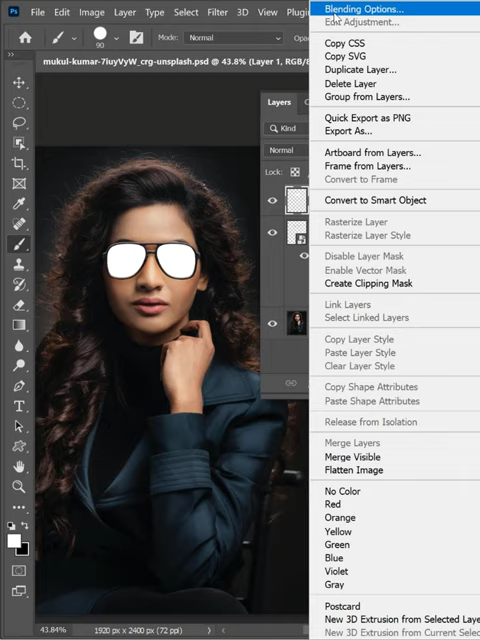 Ps File Edit Image Layer Type Select Filter 3D View
90 Mode: Normal
mukul-kumar-7iuyVyW_crg-unsplash.psd @ 43.8% (Layer 1, RGB/8
Layers
Kind
Normal
Lock:
43.84% 1920 px x 2400 px (72 ppi)
Blending Options...
Edit Adjustment...
Copy CSS
Copy SVG
Duplicate Layer...
Delete Layer
Group from Layers...
Quick Export as PNG
Export As...
Artboard from Layers...
Frame from Layers...
Convert to Frame
Convert to Smart Object
Rasterize Layer
Rasterize Layer Style
Disable Layer Mask
Enable Vector Mask
Create Clipping Mask
Link Layers
Select Linked Layers
Copy Layer Style
Paste Layer Style
Clear Layer Style
Copy Shape Attributes
Paste Shape Attributes
Release from Isolation
Merge Layers
Merge Visible
Flatten Image
No Color
Red
Orange
Yellow
Green
Blue
Violet
Gray
Postcard
New 3D Extrusion from Selected Laye
New 3D Extrusion from Current Sele